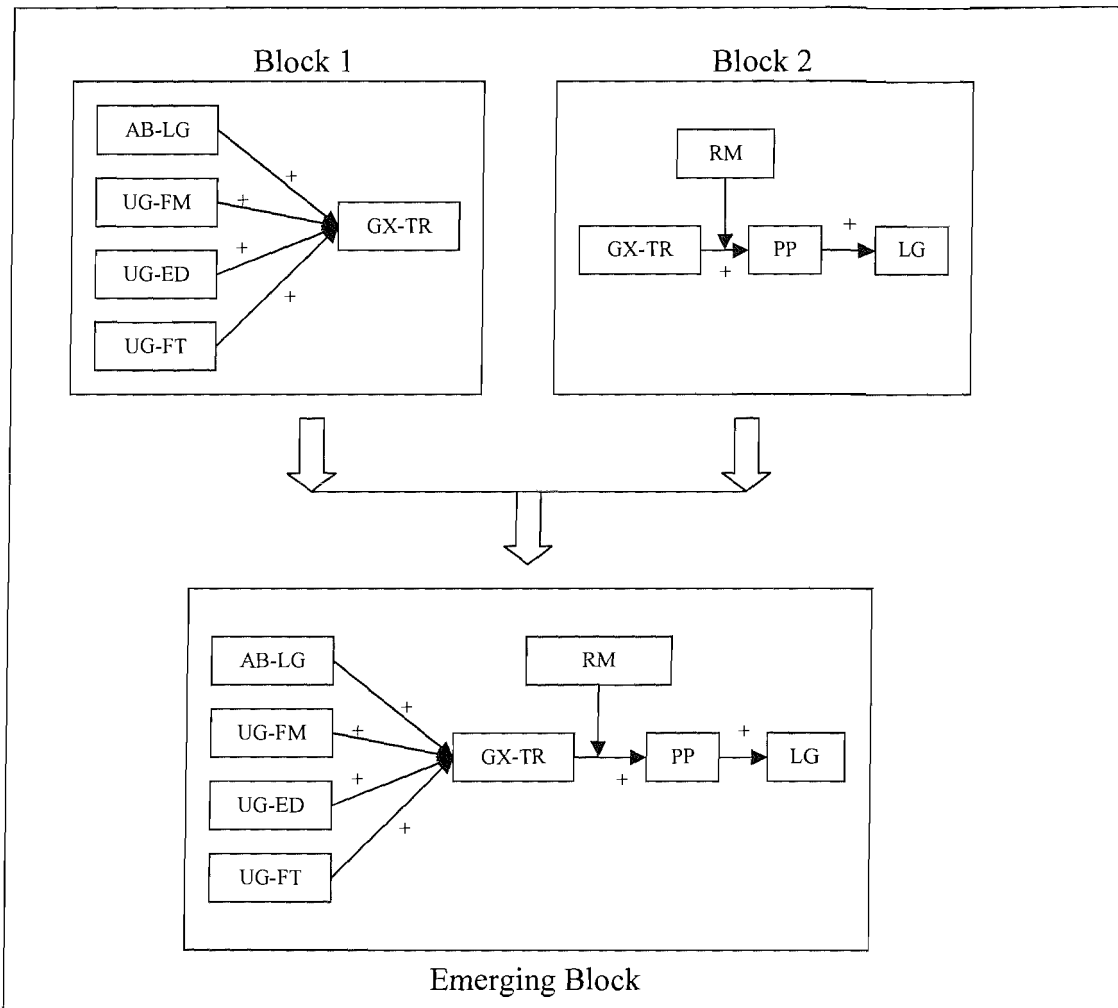 Block 1
AB-LG
UG-FM
UG-ED
UG-FT
+
+
+
+
GX-TR
Block 2
RM
GX-TR
+
PP
+
LG
AB-LG
UG-FM
UG-ED
UG-FT
+
+
+
+
GX-TR
RM
+
PP
+
LG
Emerging Block